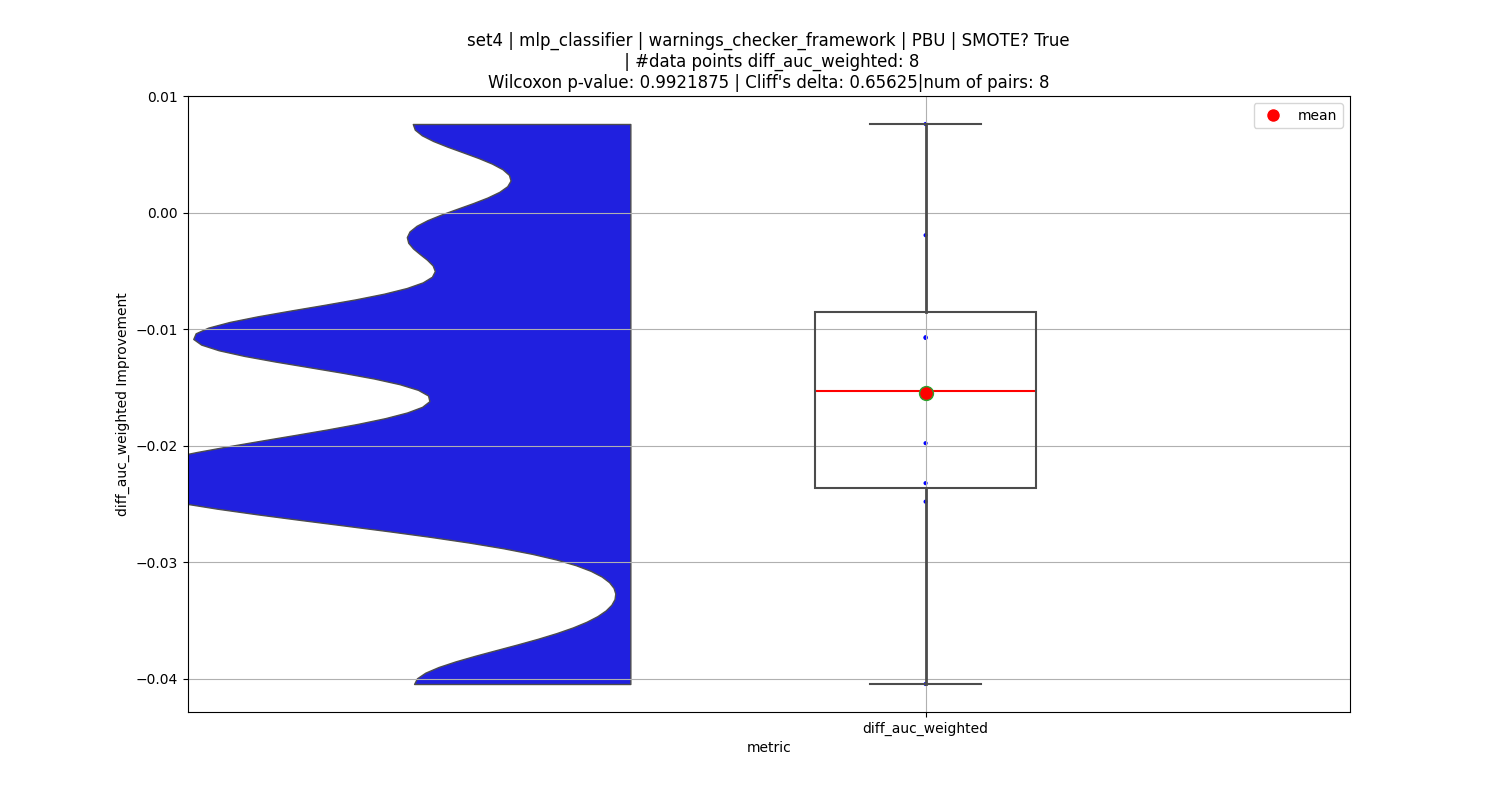 set4 | mlp_classifier | warnings_checker_framework | PBU | SMOTE? True
| #data points diff_auc_weighted: 8
Wilcoxon p-value: 0.9921875 | Cliff's delta: 0.65625|num of pairs: 8
mean
0.01
0.00
−0.01
−0.02
−0.03
−0.04
diff_auc_weighted Improvement
diff_auc_weighted
metric